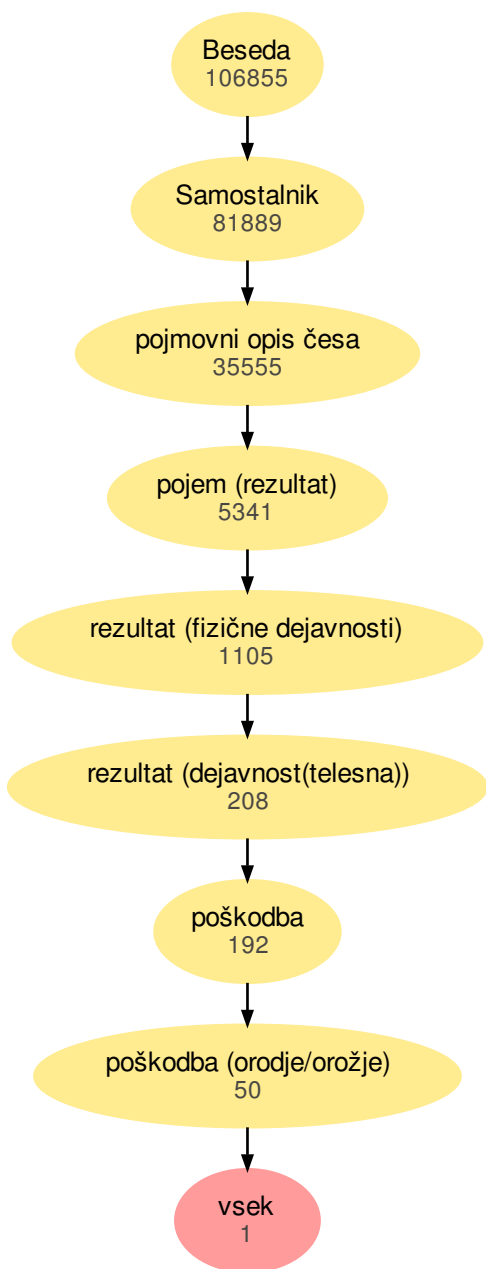 Beseda
106855
Samostalnik
81889
pojmovni opis česa
35555
pojem (rezultat)
5341
rezultat (fizične dejavnosti)
1105
rezultat (dejavnost(telesna))
208
poškodba
192
poškodba (orodje/orožje)
50
vsek
1